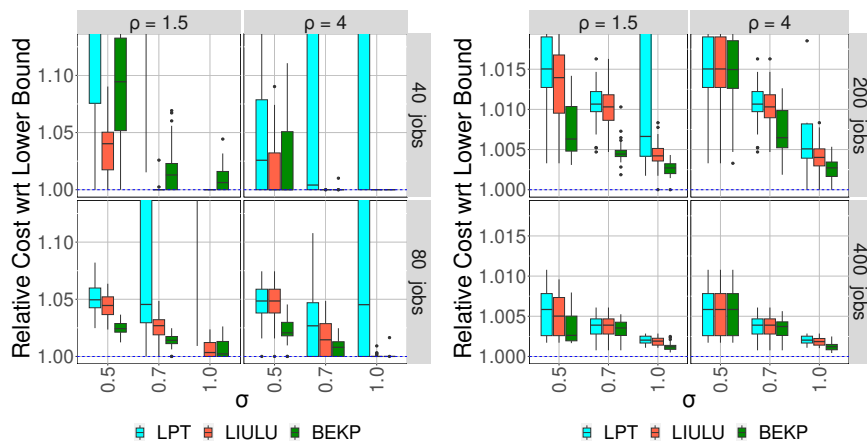 ρ = 1.5 ρ = 4
Relative Cost wrt Lower Bound
1.10
1.05
1.00
40 jobs
1.10
1.05
1.00
80 jobs
0.5 0.7 1.0 0.5 0.7 1.0
σ
LPT LIULU BEKP
ρ = 1.5 ρ = 4
Relative Cost wrt Lower Bound
1.015
1.010
1.005
1.000
200 jobs
1.015
1.010
1.005
1.000
400 jobs
0.5 0.7 1.0 0.5 0.7 1.0
σ
LPT LIULU BEKP